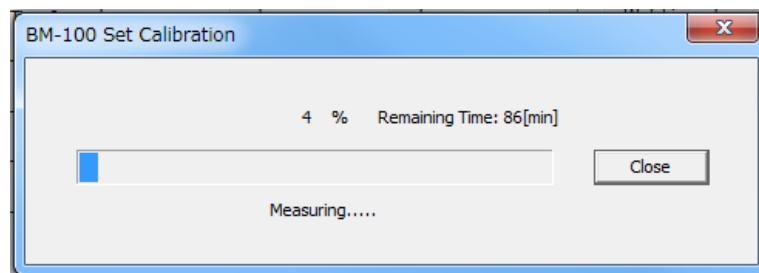 BM-100 Set Calibration
4 % Remaining Time: 86[min]
Close
Measuring.....